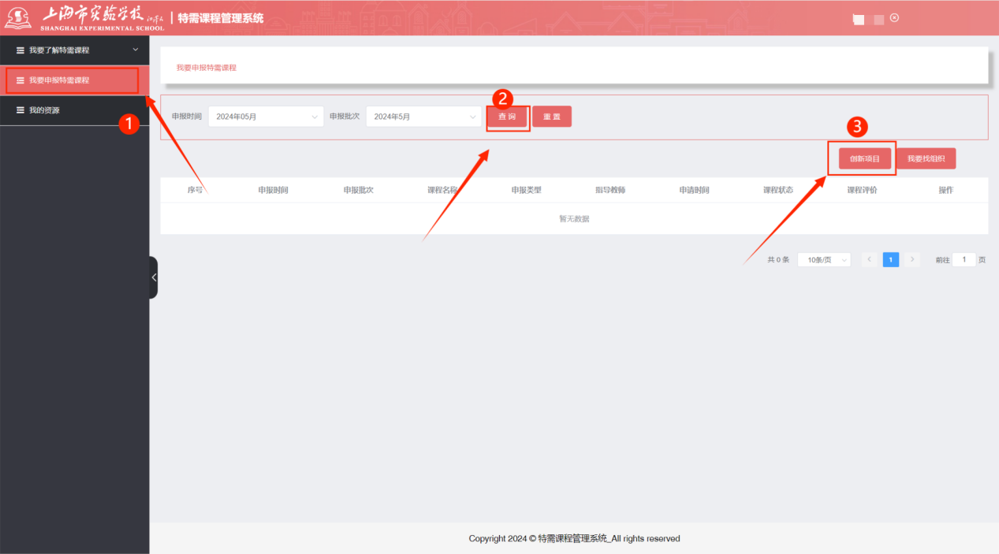 上海市实验学校
SHANGHAI EXPERIMENTAL SCHOOL
特需课程管理系统
我要了解特需课程
我要申报特需课程
我的资源
1
我要申报特需课程
2
申报时间 2024年05月 申报批次 2024年5月 查询 重置
3
创新项目 我要找组织
序号 申报时间 申报批次 课程名称 申报类型 指导教师 申请时间 课程状态 课程评价 操作
暂无数据
共 0 条 10条/页 1 前往 1 页
Copyright 2024 © 特需课程管理系统_All rights reserved